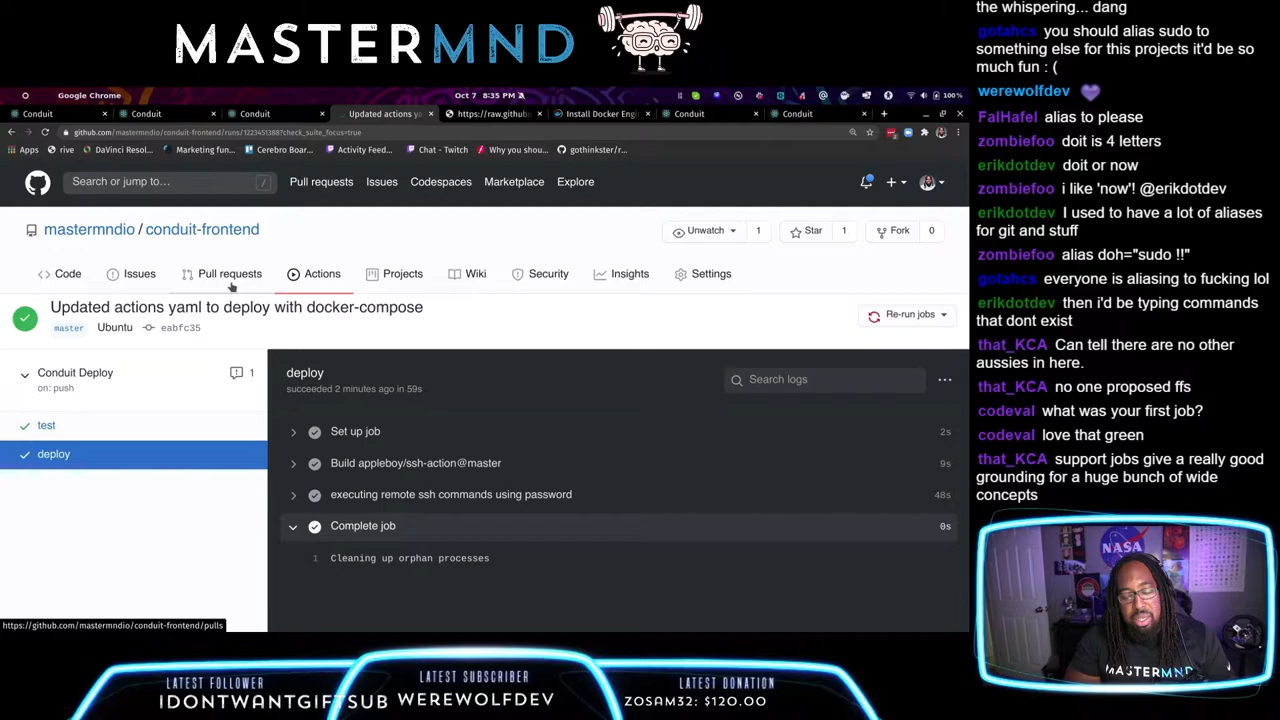 MASTERMND
Google Chrome
Oct 7 8:35 PM
100%
Conduit
Conduit
Conduit
Updated actions ya
https://raw.github
Install Docker Engi
Conduit
Conduit
github.com/mastermndio/conduit-frontend/runs/1223451388?check_suite_focus=true
Apps
rive
DaVinci Resol...
Marketing fun...
Cerebro Boar...
Activity Feed...
Chat - Twitch
Why you shou...
gothinkster/r...
Search or jump to...
/
Pull requests
Issues
Codespaces
Marketplace
Explore
mastermndio / conduit-frontend
Unwatch
1
Star
1
Fork
0
Code
Issues
Pull requests
Actions
Projects
Wiki
Security
Insights
Settings
Updated actions yaml to deploy with docker-compose
master Ubuntu eabfc35
Re-run jobs
Conduit Deploy
1
on: push
test
deploy
deploy
succeeded 2 minutes ago in 59s
Search logs
Set up job
2s
Build appleboy/ssh-action@master
9s
executing remote ssh commands using password
48s
Complete job
0s
1 Cleaning up orphan processes
https://github.com/mastermndio/conduit-frontend/pulls
the whispering... dang
gotahcs you should alias sudo to
something else for this projects it'd be so
much fun : (
werewolfdev
FalHafel alias to please
zombiefoo doit is 4 letters
erikdotdev doit or now
zombiefoo i like 'now'! @erikdotdev
erikdotdev I used to have a lot of aliases
for git and stuff
zombiefoo alias doh="sudo !!"
gotahcs everyone is aliasing to fucking lol
erikdotdev then i'd be typing commands
that dont exist
that_KCA Can tell there are no other
aussies in here.
that_KCA no one proposed ffs
codeval what was your first job?
codeval love that green
that_KCA support jobs give a really good
grounding for a huge bunch of wide
concepts
NASA
MASTERMND
LATEST FOLLOWER
IDONTWANTGIFTSUB
LATEST SUBSCRIBER
WEREWOLFDEV
LATEST DONATION
ZOSAM32: $120.00